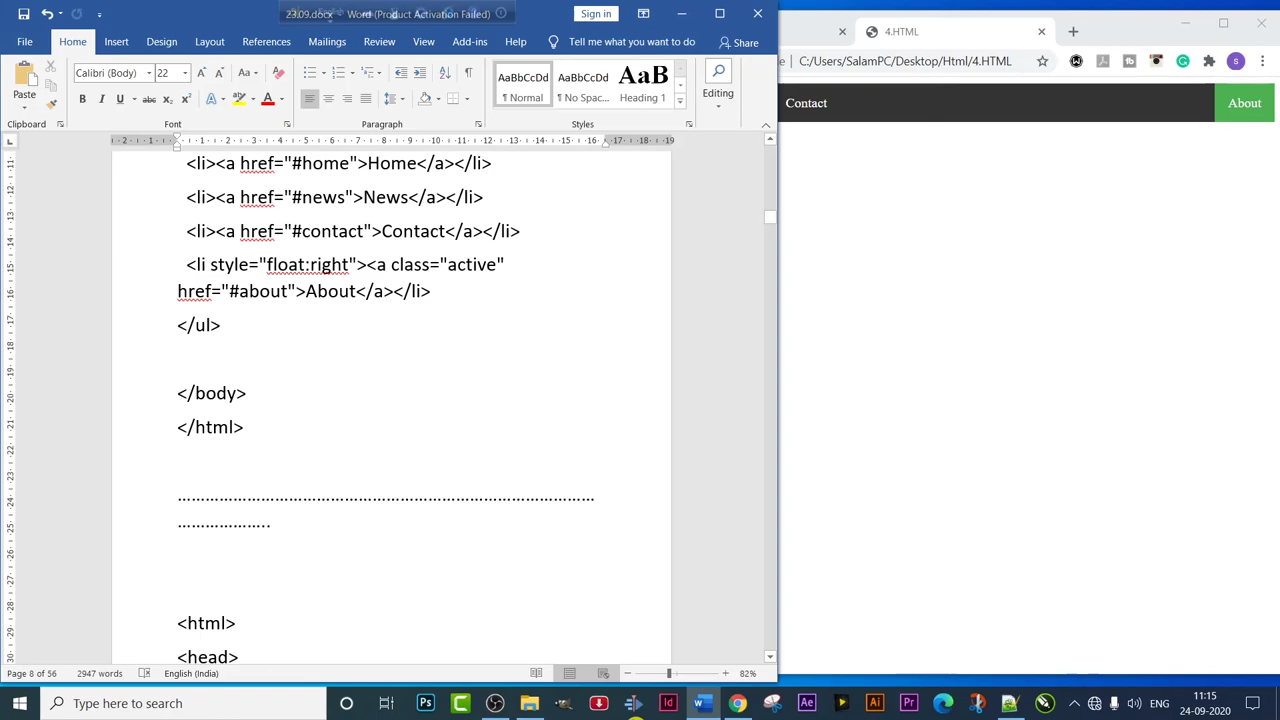 23.09.docx - Word (Product Activation Failed)
Sign in
File Home Insert Design Layout References Mailings Review View Add-ins Help Tell me what you want to do Share
Paste
Calibri (Body) 22
AaBbCcDd AaBbCcDd AaB
¶ Normal ¶ No Spac... Heading 1
Editing
Clipboard Font Paragraph Styles
<li><a href="#home">Home</a></li>
<li><a href="#news">News</a></li>
<li><a href="#contact">Contact</a></li>
<li style="float:right"><a class="active"
href="#about">About</a></li>
</ul>
</body>
</html>
……………………………………………………………………………
………………..
<html>
<head>
Page 8 of 56 2947 words English (India) 82%
4.HTML
C:/Users/SalamPC/Desktop/Html/4.HTML
Contact About
Type here to search
ENG
11:15
24-09-2020